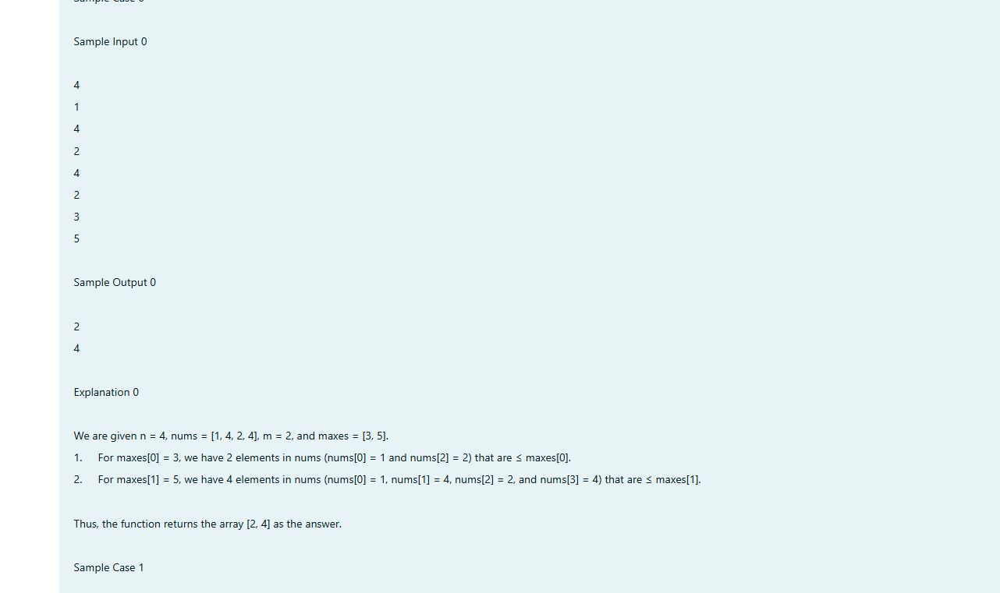 Sample Case 0
Sample Input 0
4
1
4
2
4
2
3
5
Sample Output 0
2
4
Explanation 0
We are given n = 4, nums = [1, 4, 2, 4], m = 2, and maxes = [3, 5].
1. For maxes[0] = 3, we have 2 elements in nums (nums[0] = 1 and nums[2] = 2) that are ≤ maxes[0].
2. For maxes[1] = 5, we have 4 elements in nums (nums[0] = 1, nums[1] = 4, nums[2] = 2, and nums[3] = 4) that are ≤ maxes[1].
Thus, the function returns the array [2, 4] as the answer.
Sample Case 1